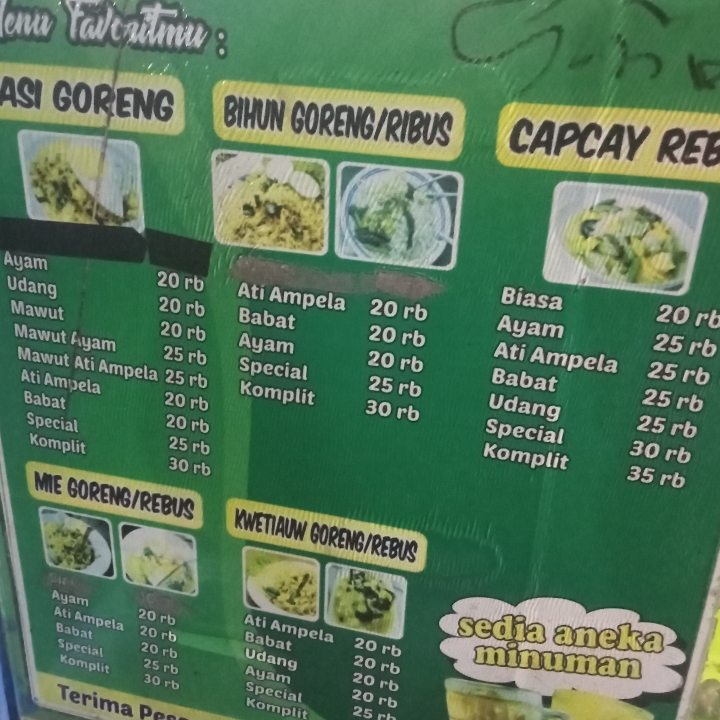 Menu Favoritmu :
ASI GORENG
Ayam 20 rb
Udang 20 rb
Mawut 20 rb
Mawut Ayam 25 rb
Mawut Ati Ampela 25 rb
Ati Ampela 20 rb
Babat 20 rb
Special 25 rb
Komplit 30 rb
BIHUN GORENG/RIBUS
Ati Ampela 20 rb
Babat 20 rb
Ayam 20 rb
Special 25 rb
Komplit 30 rb
CAPCAY REB
Biasa 20 rb
Ayam 25 rb
Ati Ampela 25 rb
Babat 25 rb
Udang 25 rb
Special 30 rb
Komplit 35 rb
MIE GORENG/REBUS
Ayam 20 rb
Ati Ampela 20 rb
Babat 20 rb
Special 25 rb
Komplit 30 rb
KWETIAUW GORENG/REBUS
Ati Ampela 20 rb
Babat 20 rb
Udang 20 rb
Ayam 20 rb
Special 20 rb
Komplit 25 rb
sedia aneka
minuman
Terima Pes